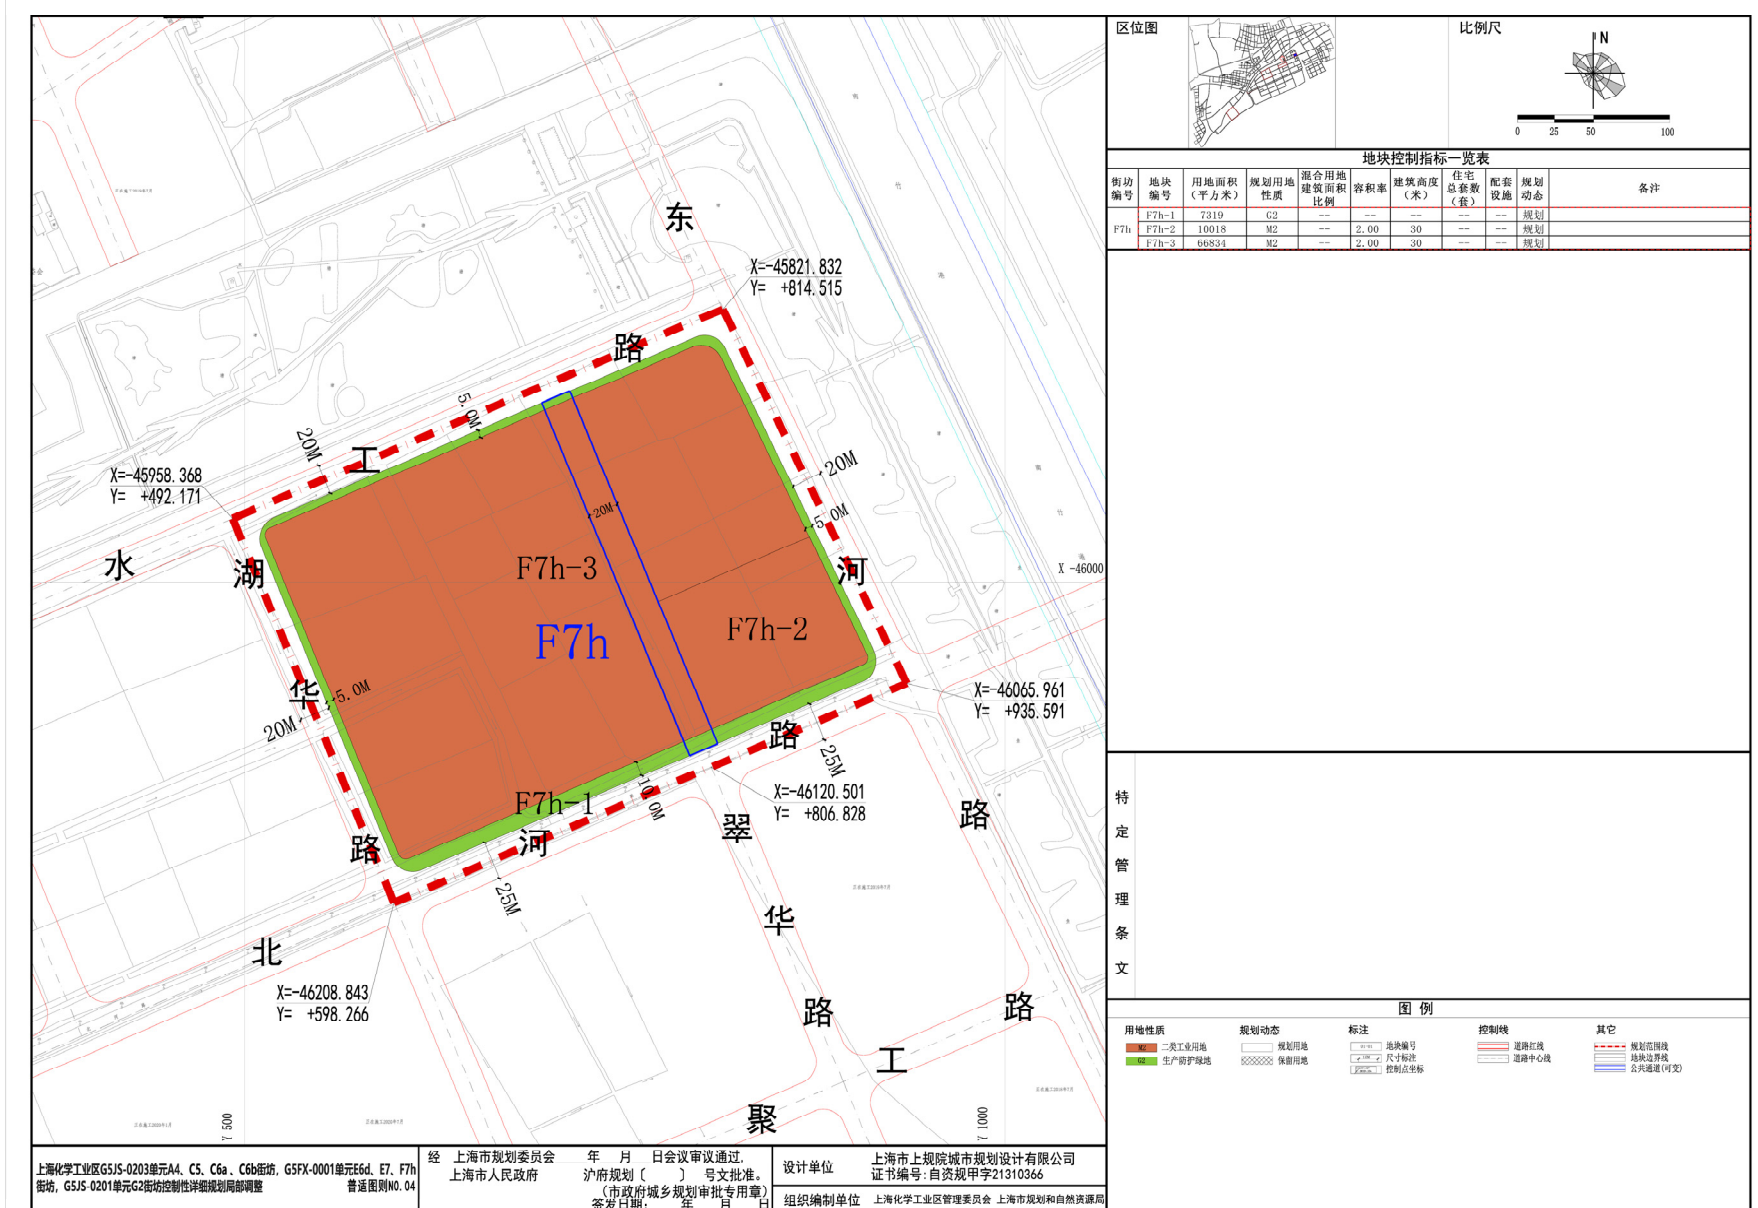 东
路
工
水
湖
华
路
北
河
路
河
翠
华
路
路
工
路
聚
X=-45821.832
Y= +814.515
X=-45958.368
Y= +492.171
X=-46065.961
Y= +935.591
X=-46120.501
Y= +806.828
X=-46208.843
Y= +598.266
20M
5.0M
20M
5.0M
20M
5.0M
20M
25M
10.0M
25M
F7h-3
F7h
F7h-2
F7h-1
X -46000
Y 500
Y 1000
区位图
比例尺
N
0 25 50 100
地块控制指标一览表
街坊编号 地块编号 用地面积(平方米) 规划用地性质 混合用地建筑面积比例 容积率 建筑高度(米) 住宅总套数(套) 配套设施 规划动态 备注
F7h
F7h-1 7319 G2 -- -- -- -- -- 规划
F7h-2 10018 M2 -- 2.00 30 -- -- 规划
F7h-3 66834 M2 -- 2.00 30 -- -- 规划
特定管理条文
图 例
用地性质 规划动态 标注 控制线 其它
M2 二类工业用地
G2 生产防护绿地
规划用地
保留用地
地块编号
尺寸标注
控制点坐标
道路红线
道路中心线
规划范围线
地块边界线
公共通道(可变)
上海化学工业区G5JS-0203单元A4、C5、C6a、C6b街坊，G5FX-0001单元E6d、E7、F7h
街坊，G5JS-0201单元G2街坊控制性详细规划局部调整 普适图则NO.04
经 上海市规划委员会 年 月 日会议审议通过,
上海市人民政府 沪府规划〔 〕 号文批准。
(市政府城乡规划审批专用章)
签发日期: 年 月 日
设计单位
上海市上规院城市规划设计有限公司
证书编号:自资规甲字21310366
组织编制单位 上海化学工业区管理委员会 上海市规划和自然资源局